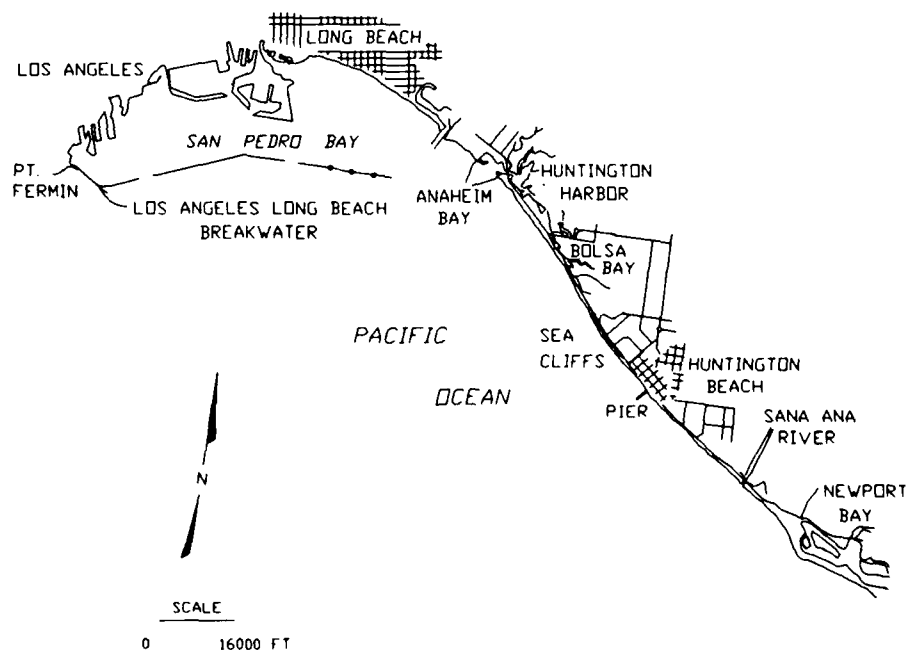 LONG BEACH
LOS ANGELES
SAN PEDRO BAY
PT.
FERMIN
HUNTINGTON
HARBOR
ANAHEIM
BAY
LOS ANGELES LONG BEACH
BREAKWATER
BOLSA
BAY
PACIFIC
OCEAN
SEA
CLIFFS
HUNTINGTON
BEACH
PIER
SANA ANA
RIVER
NEWPORT
BAY
N
SCALE
0 16000 FT